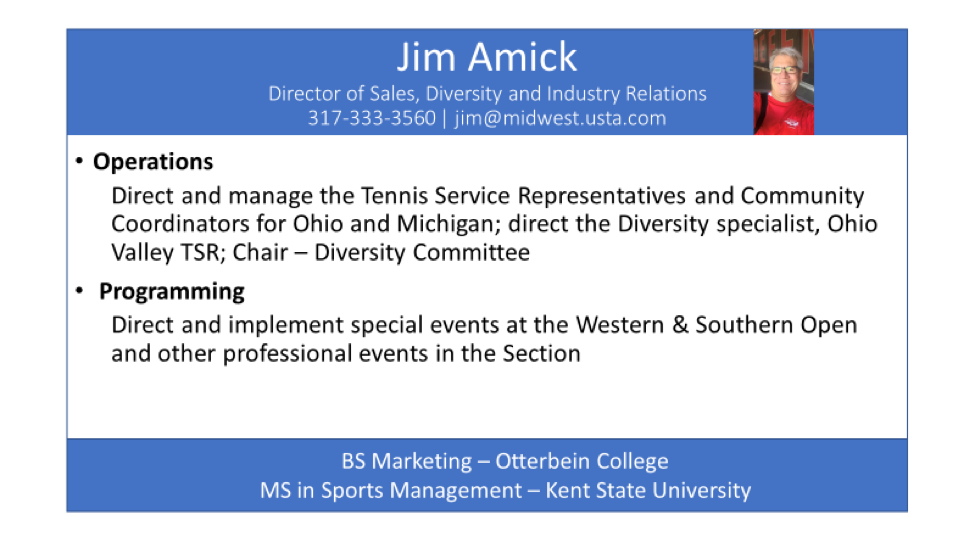 Jim Amick
Director of Sales, Diversity and Industry Relations
317-333-3560 | jim@midwest.usta.com
• Operations
Direct and manage the Tennis Service Representatives and Community
Coordinators for Ohio and Michigan; direct the Diversity specialist, Ohio
Valley TSR; Chair – Diversity Committee
• Programming
Direct and implement special events at the Western & Southern Open
and other professional events in the Section
BS Marketing – Otterbein College
MS in Sports Management – Kent State University